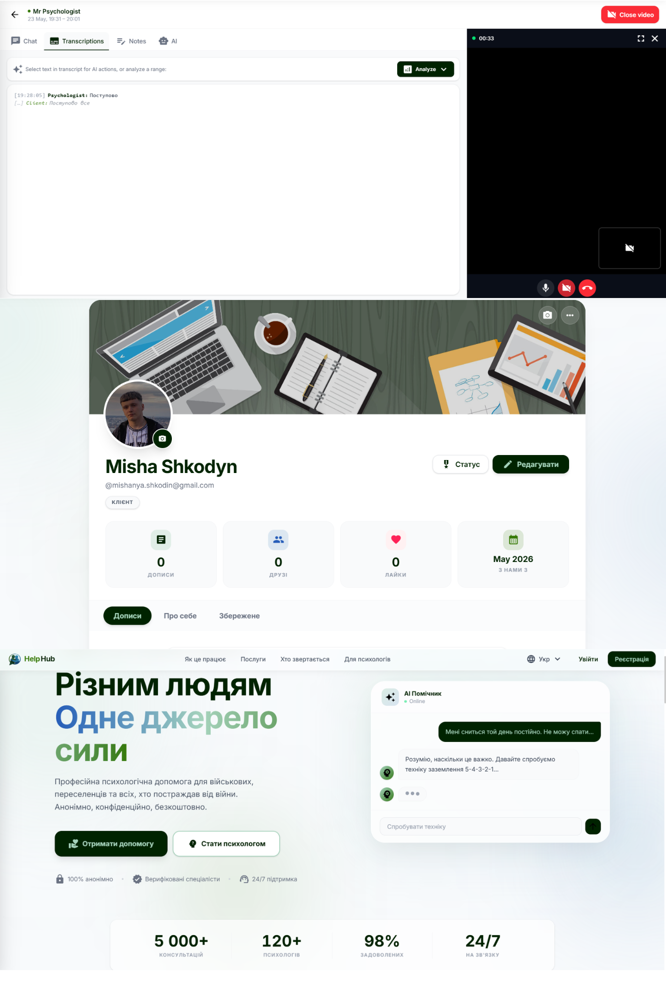 Mr Psychologist
23 May, 19:31 – 20:01
Close video
Chat
Transcriptions
Notes
AI
00:33
Select text in transcript for AI actions, or analyze a range:
Analyze
[19:28:05] Psychologist: Поступово
[…] Client: Поступово все
Misha Shkodyn
Статус
Редагувати
@mishanya.shkodin@gmail.com
КЛІЄНТ
0
ДОПИСИ
0
ДРУЗІ
0
ЛАЙКИ
May 2026
З НАМИ З
Дописи
Про себе
Збережене
HelpHub
Як це працює
Послуги
Хто звертається
Для психологів
Укр
Увійти
Реєстрація
Різним людям
Одне джерело
сили
Професійна психологічна допомога для військових,
переселенців та всіх, хто постраждав від війни.
Анонімно, конфіденційно, безкоштовно.
Отримати допомогу
Стати психологом
100% анонімно
•
Верифіковані спеціалісти
•
24/7 підтримка
AI Помічник
Online
Мені сниться той день постійно. Не можу спати...
Розумію, наскільки це важко. Давайте спробуємо
техніку заземлення 5-4-3-2-1...
Спробувати техніку
5 000+
КОНСУЛЬТАЦІЙ
120+
ПСИХОЛОГІВ
98%
ЗАДОВОЛЕНИХ
24/7
НА ЗВ'ЯЗКУ